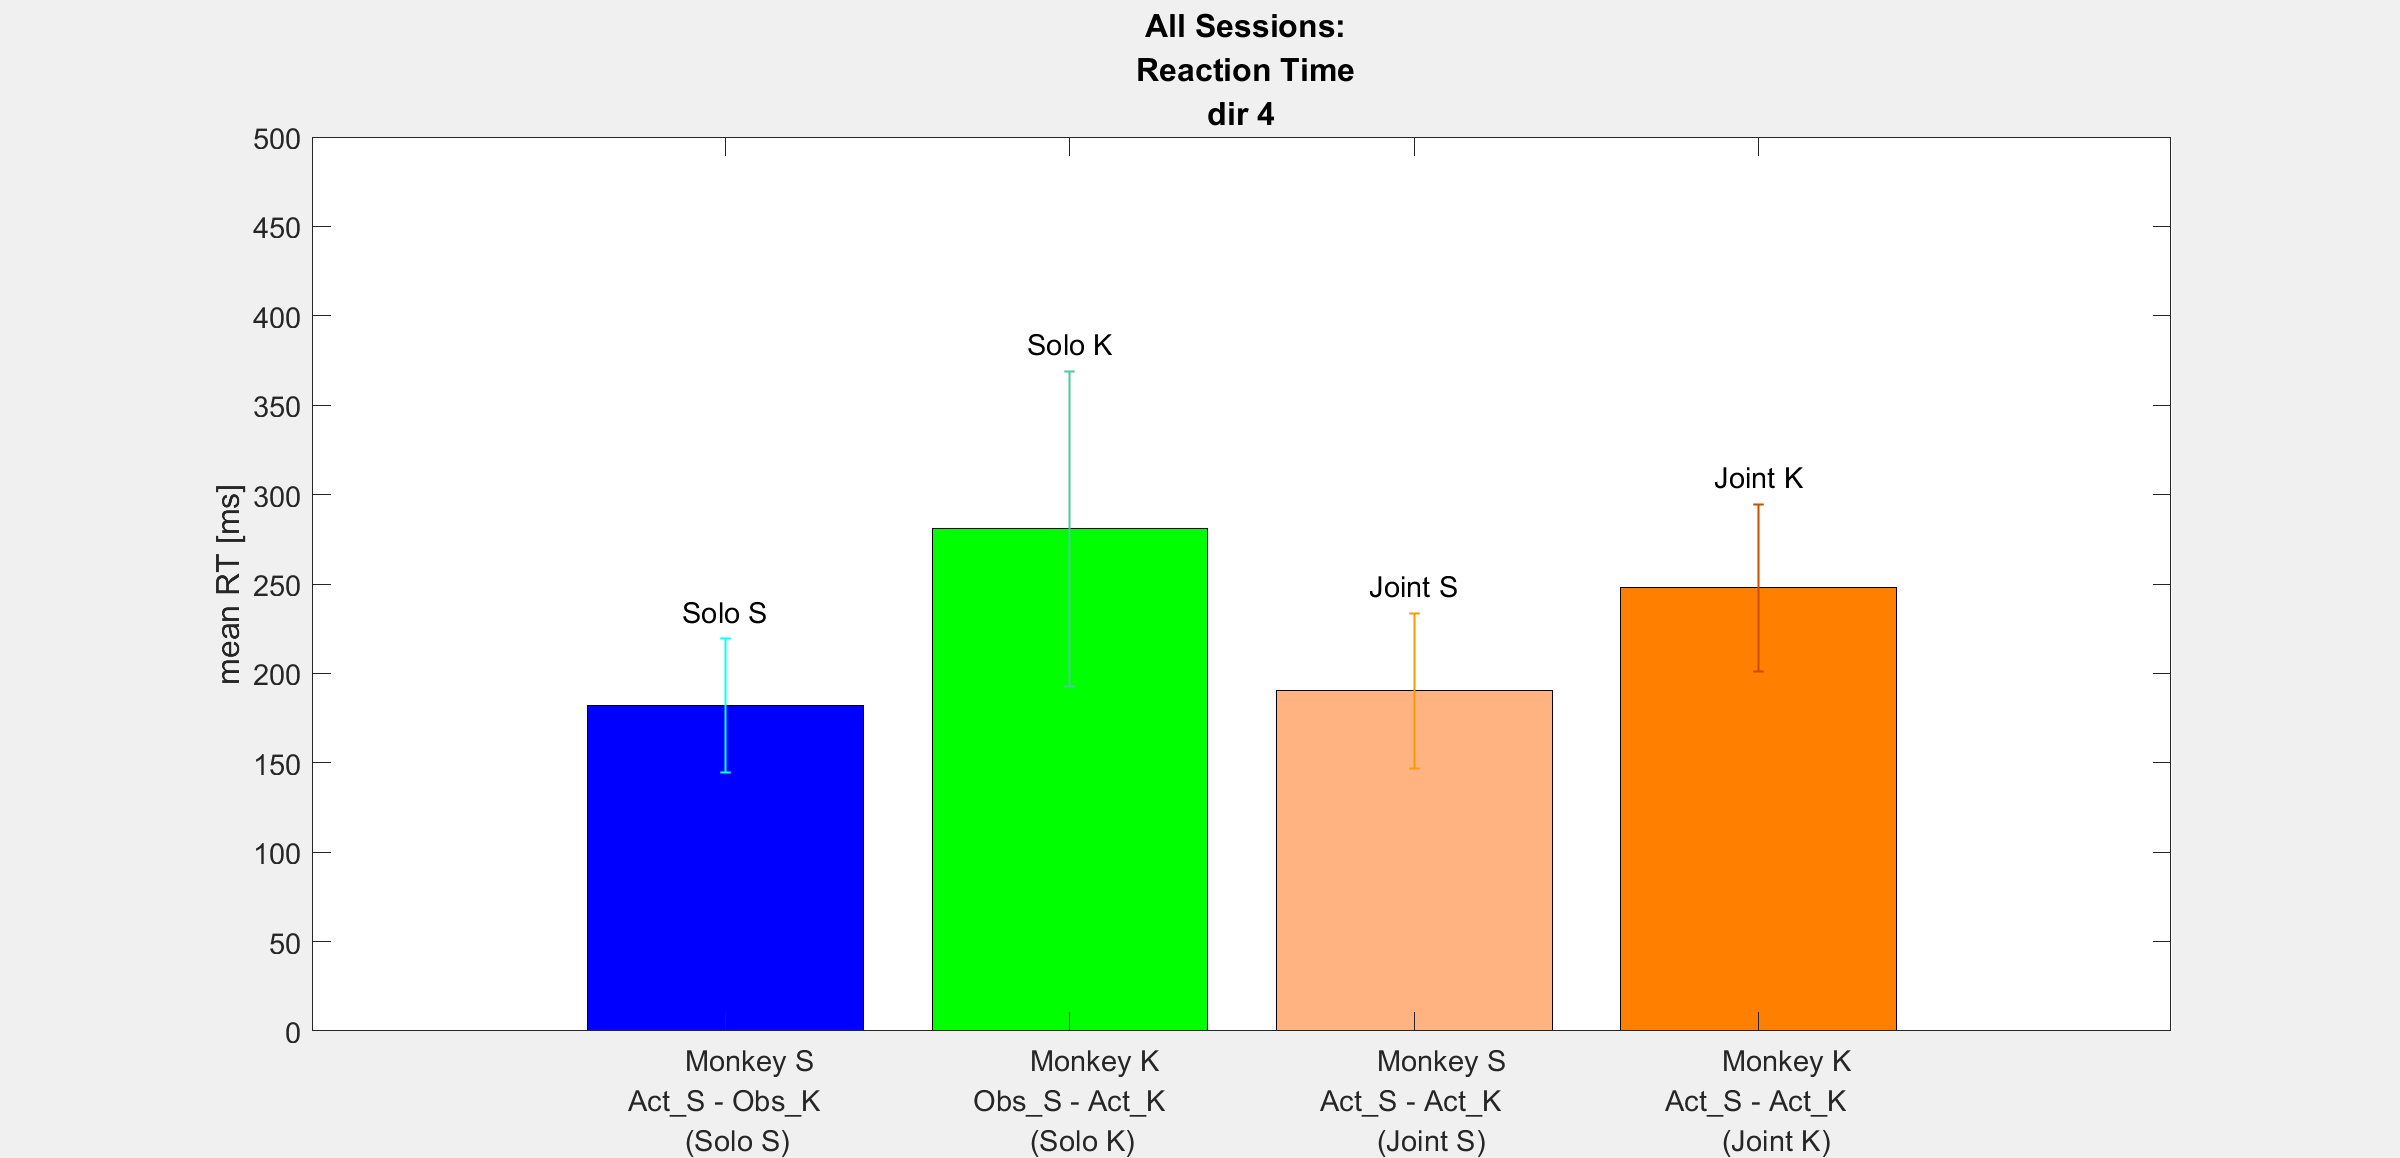 All Sessions:
Reaction Time
dir 4
mean RT [ms]
500
450
400
350
300
250
200
150
100
50
0
Solo S
Solo K
Joint S
Joint K
Monkey S
Act_S - Obs_K
(Solo S)
Monkey K
Obs_S - Act_K
(Solo K)
Monkey S
Act_S - Act_K
(Joint S)
Monkey K
Act_S - Act_K
(Joint K)